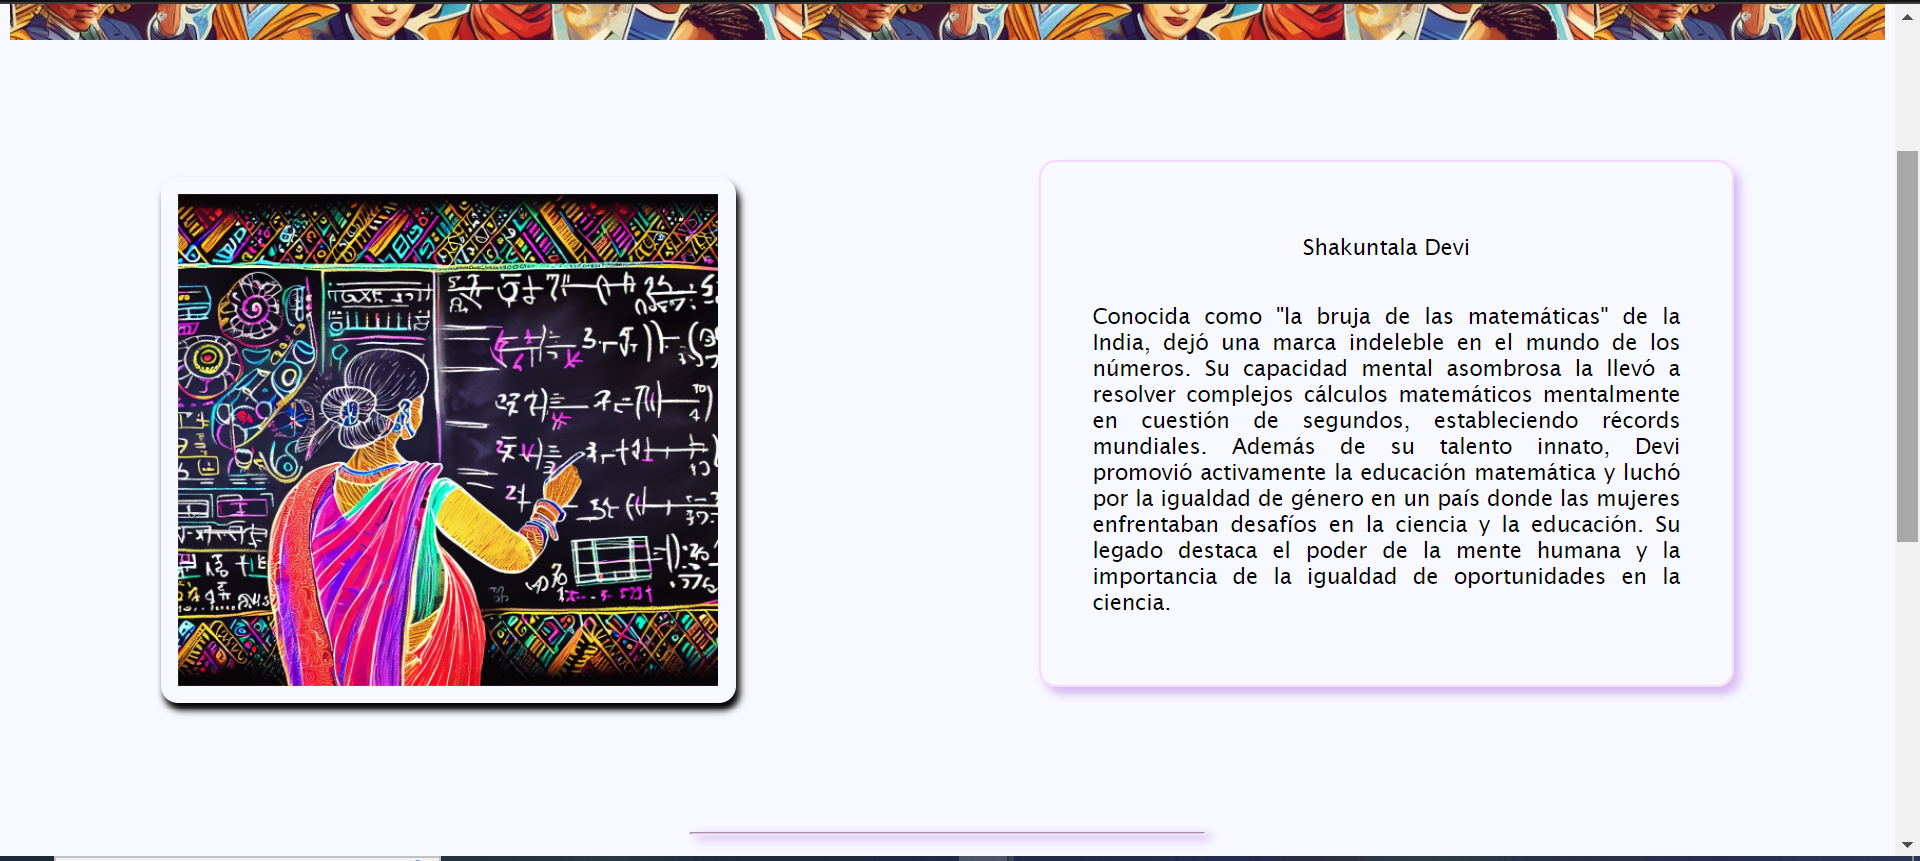 Shakuntala Devi
Conocida como "la bruja de las matemáticas" de la
India, dejó una marca indeleble en el mundo de los
números. Su capacidad mental asombrosa la llevó a
resolver complejos cálculos matemáticos mentalmente
en cuestión de segundos, estableciendo récords
mundiales. Además de su talento innato, Devi
promovió activamente la educación matemática y luchó
por la igualdad de género en un país donde las mujeres
enfrentaban desafíos en la ciencia y la educación. Su
legado destaca el poder de la mente humana y la
importancia de la igualdad de oportunidades en la
ciencia.